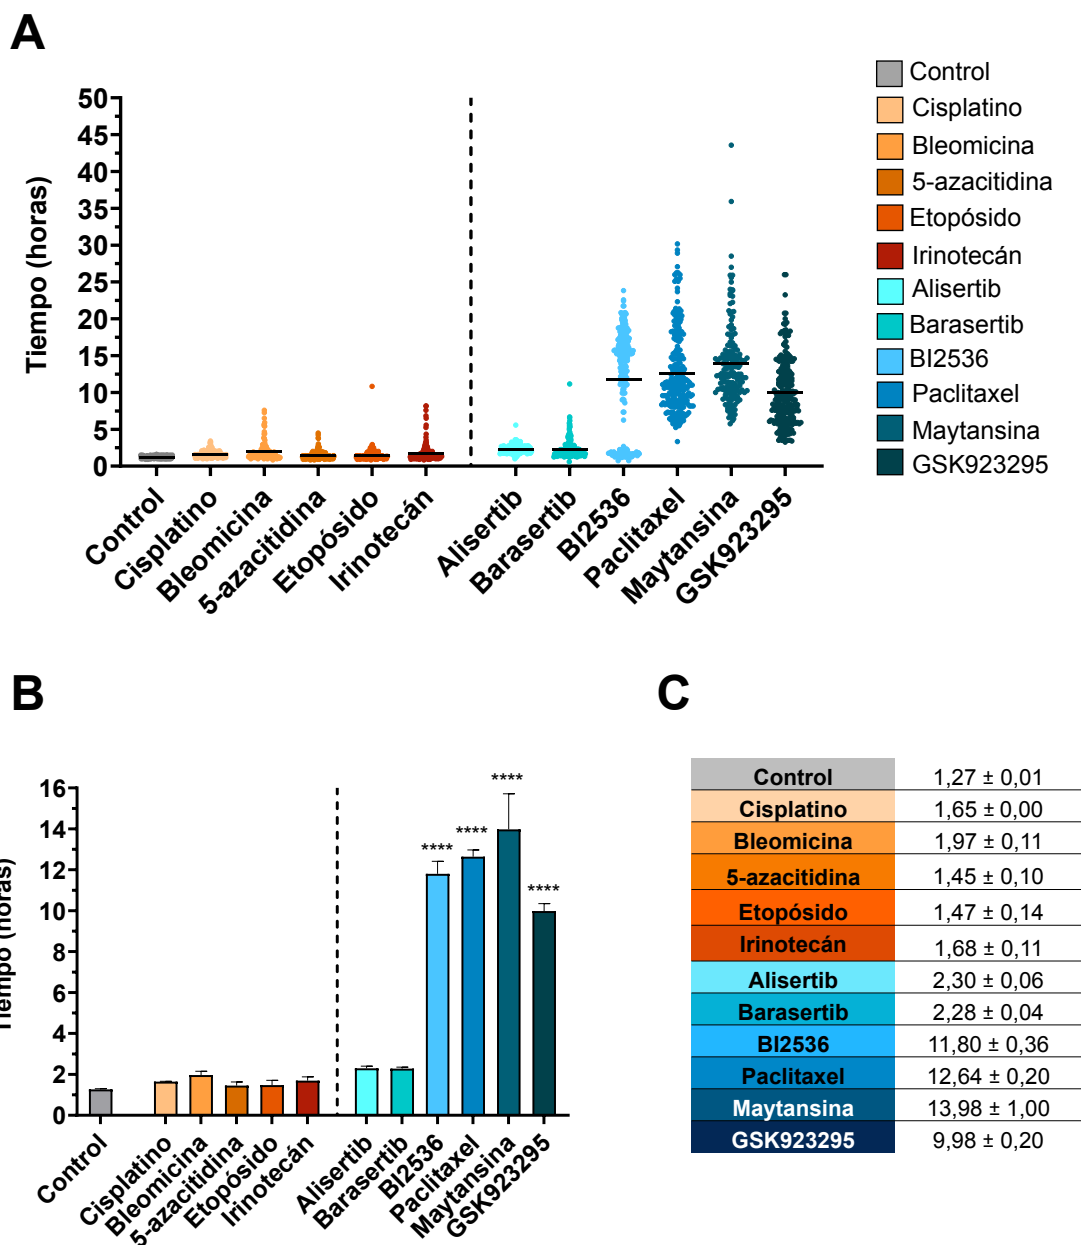 A
Control
Cisplatino
Bleomicina
5-azacitidina
Etopósido
Irinotecán
Alisertib
Barasertib
BI2536
Paclitaxel
Maytansina
GSK923295
Tiempo (horas)
50
45
40
35
30
25
20
15
10
5
0
Control
Cisplatino
Bleomicina
5-azacitidina
Etopósido
Irinotecán
Alisertib
Barasertib
BI2536
Paclitaxel
Maytansina
GSK923295
B
Tiempo (horas)
16
14
12
10
8
6
4
2
0
****
****
****
****
Control
Cisplatino
Bleomicina
5-azacitidina
Etopósido
Irinotecán
Alisertib
Barasertib
BI2536
Paclitaxel
Maytansina
GSK923295
C
Control 1,27 ± 0,01
Cisplatino 1,65 ± 0,00
Bleomicina 1,97 ± 0,11
5-azacitidina 1,45 ± 0,10
Etopósido 1,47 ± 0,14
Irinotecán 1,68 ± 0,11
Alisertib 2,30 ± 0,06
Barasertib 2,28 ± 0,04
BI2536 11,80 ± 0,36
Paclitaxel 12,64 ± 0,20
Maytansina 13,98 ± 1,00
GSK923295 9,98 ± 0,20